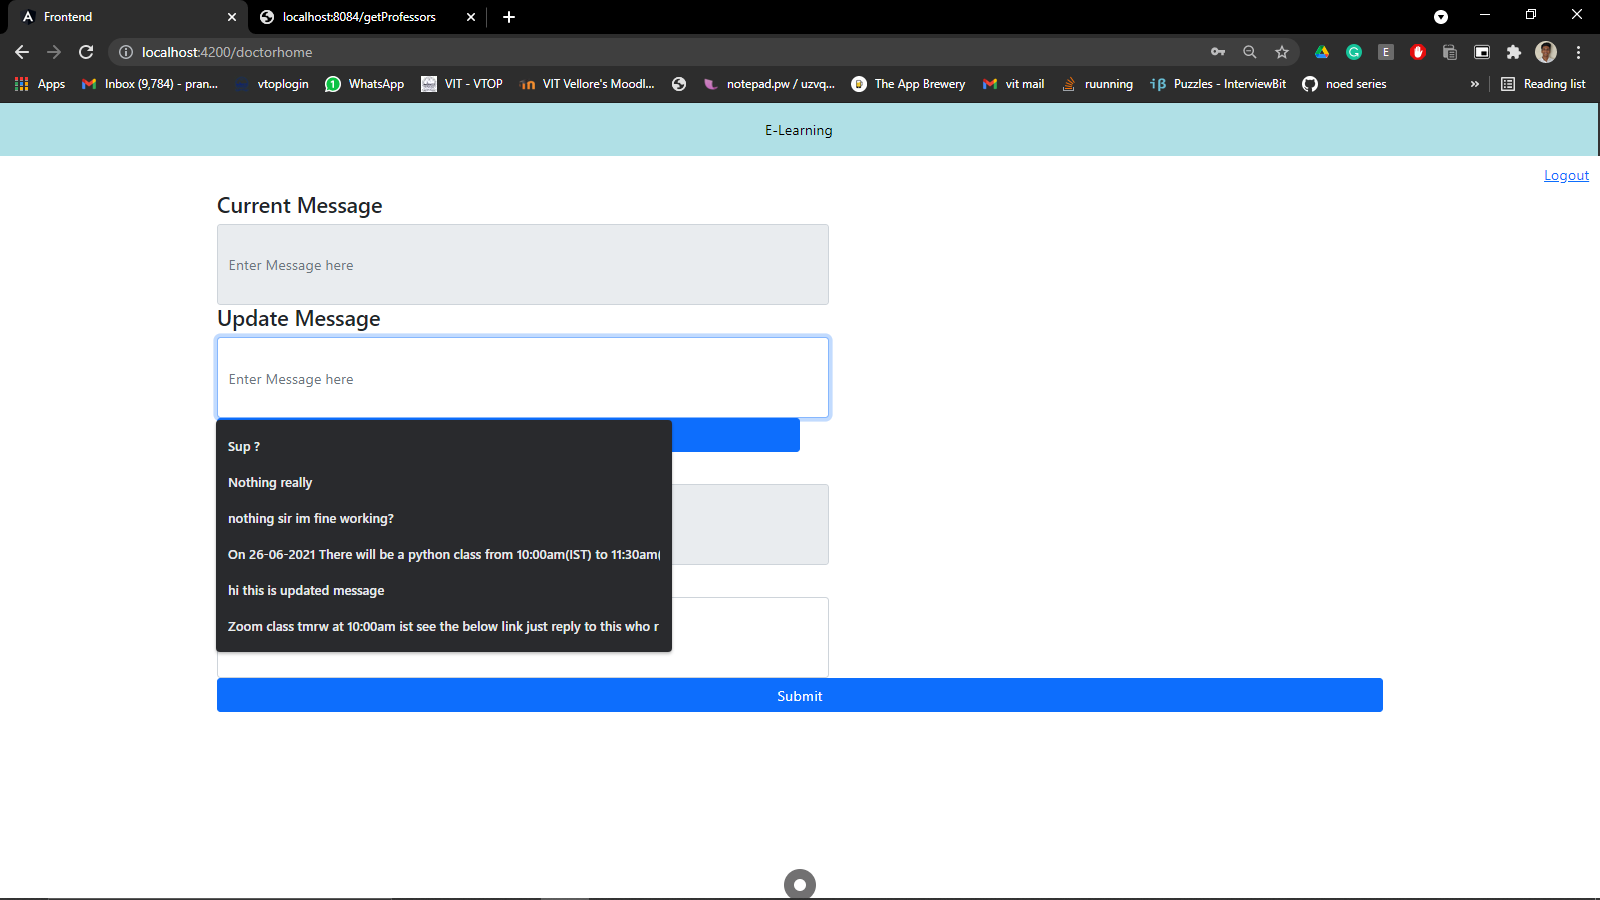 Frontend
localhost:8084/getProfessors
localhost:4200/doctorhome
E
Apps
Inbox (9,784) - pran...
vtoplogin
1
WhatsApp
VIT - VTOP
VIT Vellore's Moodl...
notepad.pw / uzvq...
The App Brewery
vit mail
ruunning
Puzzles - InterviewBit
noed series
»
Reading list
E-Learning
Logout
Current Message
Enter Message here
Update Message
Enter Message here
Sup ?
Nothing really
nothing sir im fine working?
On 26-06-2021 There will be a python class from 10:00am(IST) to 11:30am(
hi this is updated message
Zoom class tmrw at 10:00am ist see the below link just reply to this who r
Submit